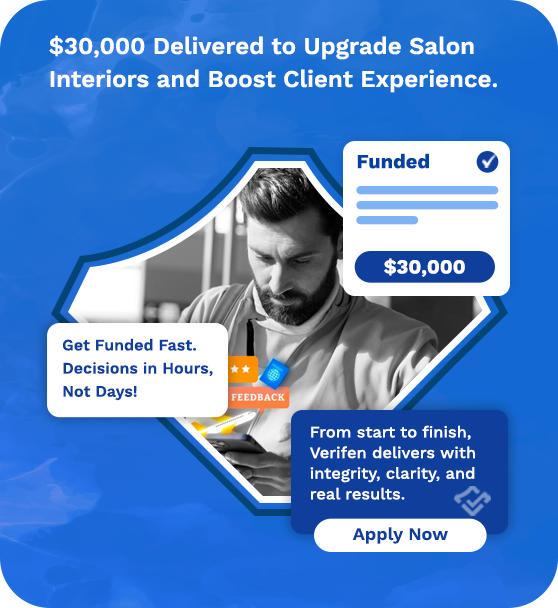 $30,000 Delivered to Upgrade Salon
Interiors and Boost Client Experience.
Funded
$30,000
Get Funded Fast.
Decisions in Hours,
Not Days!
FEEDBACK
From start to finish,
Verifen delivers with
integrity, clarity, and
real results.
Apply Now